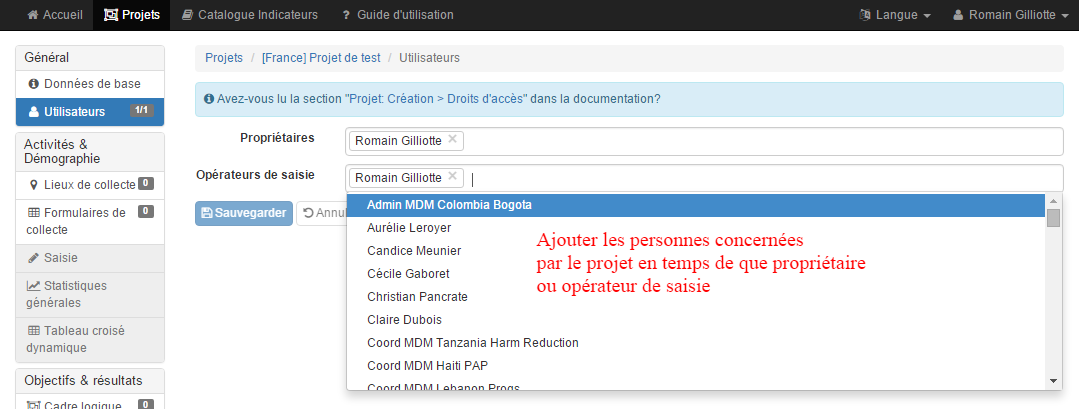 Accueil Projets Catalogue Indicateurs ? Guide d'utilisation Langue Romain Gilliotte
Général
Données de base
Utilisateurs 1/1
Activités &
Démographie
Lieux de collecte 0
Formulaires de 0
collecte
Saisie
Statistiques
générales
Tableau croisé
dynamique
Objectifs & résultats
Cadre logique 0
Projets / [France] Projet de test / Utilisateurs
Avez-vous lu la section "Projet: Création > Droits d'accès" dans la documentation?
Propriétaires Romain Gilliotte ×
Opérateurs de saisie Romain Gilliotte ×
Sauvegarder Annul
Admin MDM Colombia Bogota
Aurélie Leroyer
Candice Meunier
Cécile Gaboret
Christian Pancrate
Claire Dubois
Coord MDM Tanzania Harm Reduction
Coord MDM Haiti PAP
Coord MDM Lebanon Progs
Ajouter les personnes concernées
par le projet en temps de que propriétaire
ou opérateur de saisie